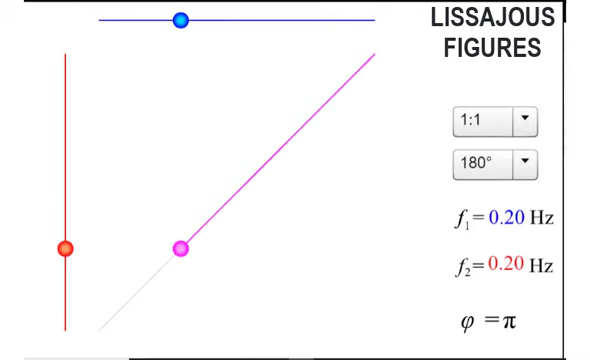 LISSAJOUS
FIGURES
1:1
180°
f₁= 0.20 Hz
f₂= 0.20 Hz
φ = π